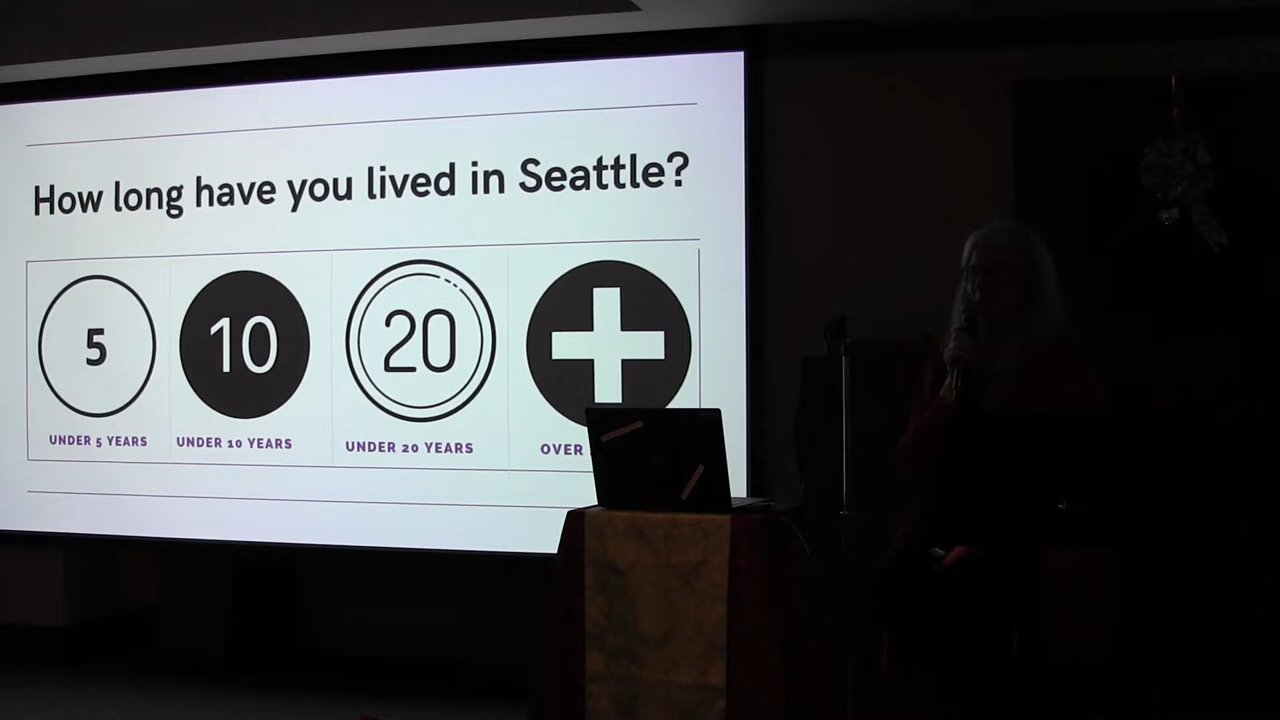 How long have you lived in Seattle?
5
10
20
UNDER 5 YEARS
UNDER 10 YEARS
UNDER 20 YEARS
OVER